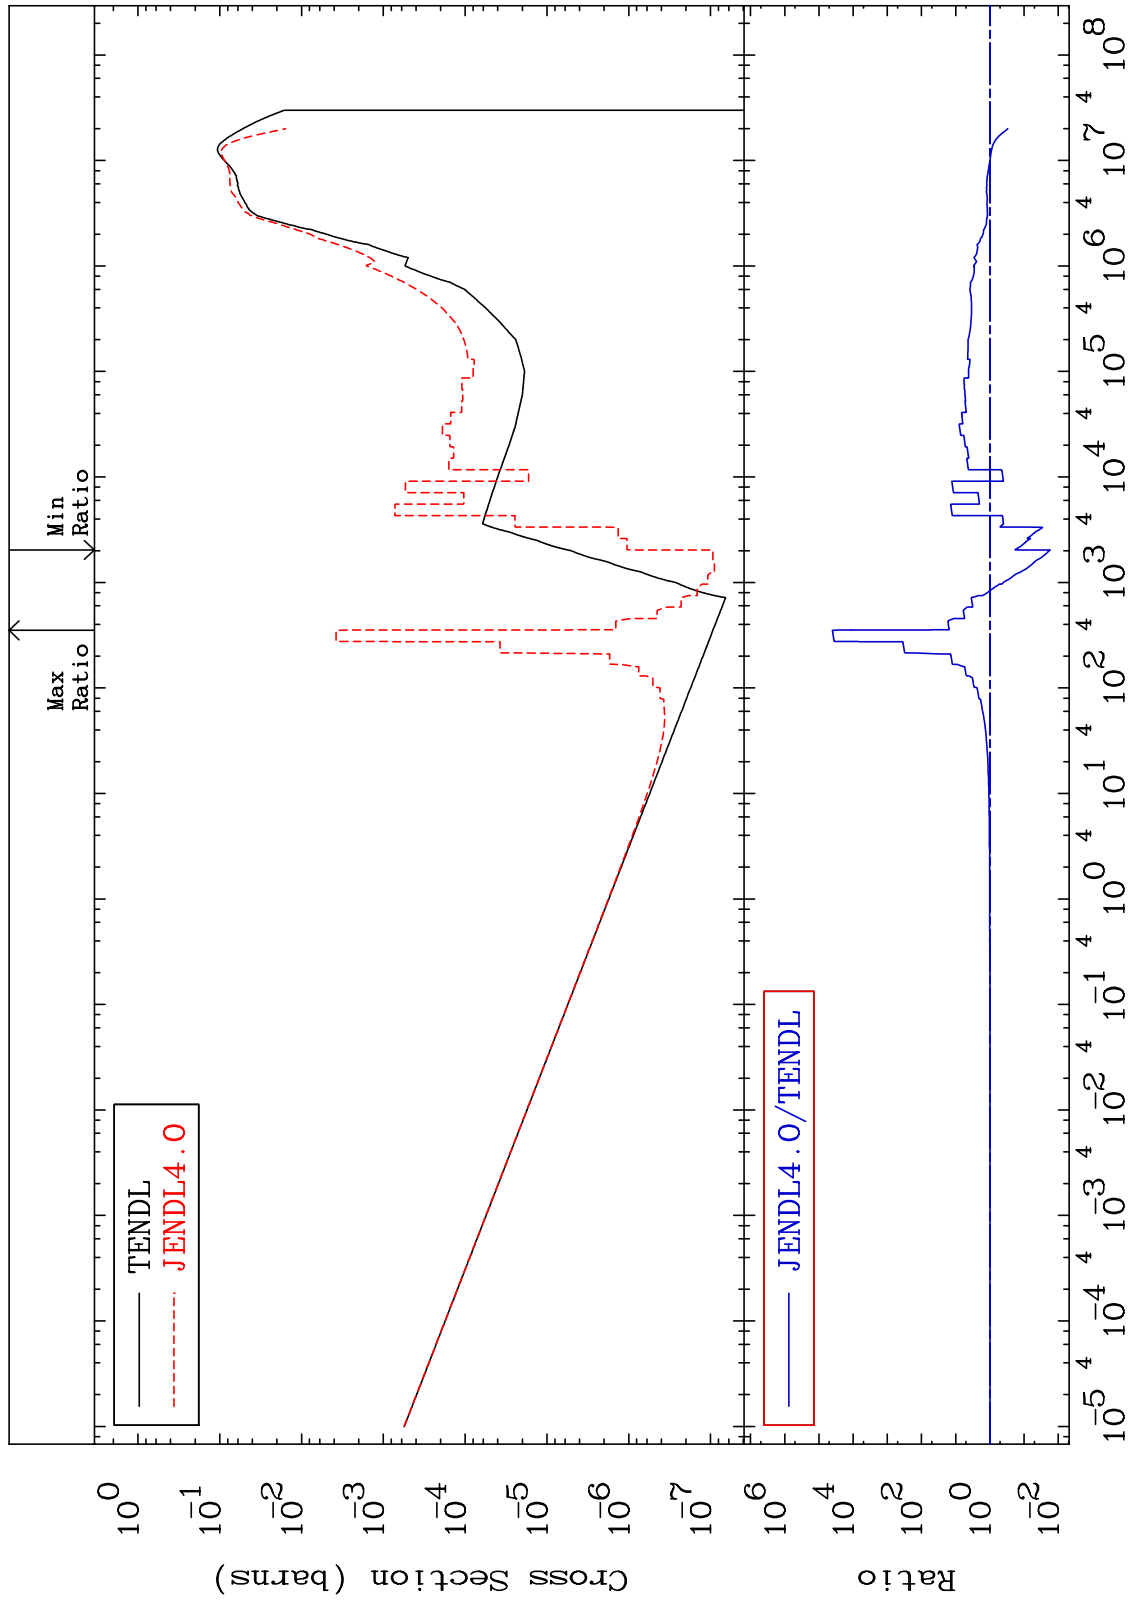 Max
Ratio
Min
Ratio
TENDL
JENDL4.0
Cross Section (barns)
10^0
10^-1
10^-2
10^-3
10^-4
10^-5
10^-6
10^-7
JENDL4.0/TENDL
Ratio
10^6
10^4
10^2
10^0
10^-2
10^-5 4 10^-4 4 10^-3 4 10^-2 4 10^-1 4 10^0 4 10^1 4 10^2 4 10^3 4 10^4 4 10^5 4 10^6 4 10^7 4 10^8